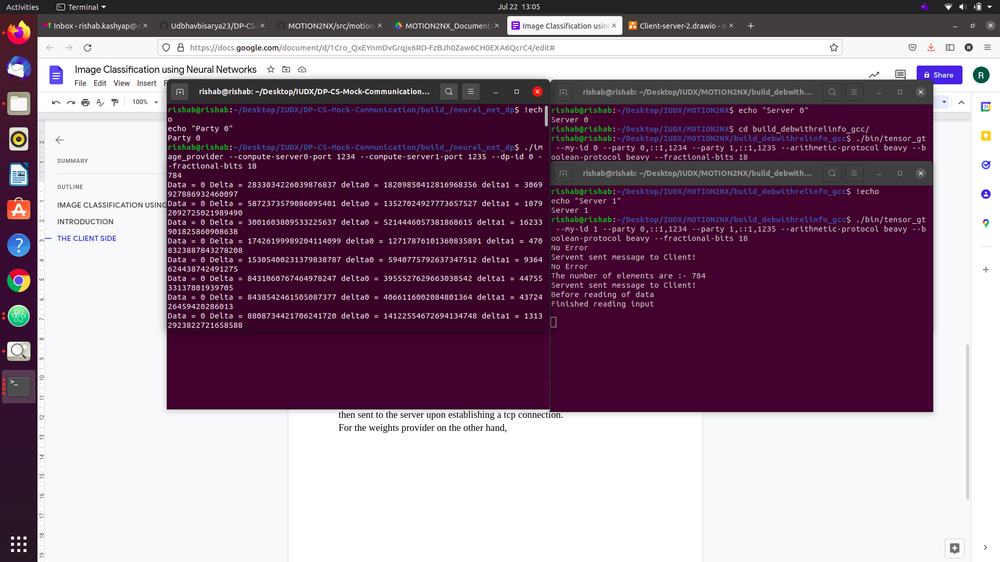 Activities
Terminal
Jul 22 13:05
Inbox - rishab.kashyap@d
Udbhavbisarya23/DP-CS-
MOTION2NX/src/motion
MOTION2NX_Documenta
Image Classification using
Client-server-2.drawio - d
https://docs.google.com/document/d/1Cro_QxEYnmDvGrqjx6RD-FzBJh0Zaw6CH0EXA6QcrC4/edit#
R
Image Classification using Neural Networks
File Edit View Insert F
Share
R
100%
SUMMARY
OUTLINE
IMAGE CLASSIFICATION USING
INTRODUCTION
THE CLIENT SIDE
rishab@rishab: ~/Desktop/IUDX/DP-CS-Mock-Communication...
rishab@rishab:~/Desktop/IUDX/DP-CS-Mock-Communication/build_/neural_net_dp$ !ech
o
echo "Party 0"
Party 0
rishab@rishab:~/Desktop/IUDX/DP-CS-Mock-Communication/build_/neural_net_dp$ ./im
age_provider --compute-server0-port 1234 --compute-server1-port 1235 --dp-id 0 -
-fractional-bits 18
784
Data = 0 Delta = 2833034226039876837 delta0 = 18209850412816968356 delta1 = 3069
927886932460097
Data = 0 Delta = 5872373579086095401 delta0 = 13527024927773657527 delta1 = 1079
2092725021989490
Data = 0 Delta = 3001603809533225637 delta0 = 5214446057381868615 delta1 = 16233
901825860908638
Data = 0 Delta = 17426199989204114099 delta0 = 12717876101360835891 delta1 = 470
8323887843278208
Data = 0 Delta = 15305400231379838787 delta0 = 5940775792637347512 delta1 = 9364
624438742491275
Data = 0 Delta = 8431060767464978247 delta0 = 3955527629663038542 delta1 = 44755
33137801939705
Data = 0 Delta = 8438542461505087377 delta0 = 4066116002084801364 delta1 = 43724
26459420286013
Data = 0 Delta = 8808734421706241720 delta0 = 14122554672694134748 delta1 = 1313
2923822721658588
rishab@rishab: ~/Desktop/IUDX/MOTION2NX/build_debwith...
rishab@rishab:~/Desktop/IUDX/MOTION2NX$ echo "Server 0"
Server 0
rishab@rishab:~/Desktop/IUDX/MOTION2NX$ cd build_debwithrelinfo_gcc/
rishab@rishab:~/Desktop/IUDX/MOTION2NX/build_debwithrelinfo_gcc$ ./bin/tensor_gt
--my-id 0 --party 0,::1,1234 --party 1,::1,1235 --arithmetic-protocol beavy --b
oolean-protocol beavy --fractional-bits 18
rishab@rishab: ~/Desktop/IUDX/MOTION2NX/build_debwith...
rishab@rishab:~/Desktop/IUDX/MOTION2NX/build_debwithrelinfo_gcc$ !echo
echo "Server 1"
Server 1
rishab@rishab:~/Desktop/IUDX/MOTION2NX/build_debwithrelinfo_gcc$ ./bin/tensor_gt
--my-id 1 --party 0,::1,1234 --party 1,::1,1235 --arithmetic-protocol beavy --b
oolean-protocol beavy --fractional-bits 18
No Error
Servent sent message to Client!
No Error
The number of elements are :- 784
Servent sent message to Client!
Before reading of data
Finished reading input
then sent to the server upon establishing a tcp connection.
For the weights provider on the other hand,